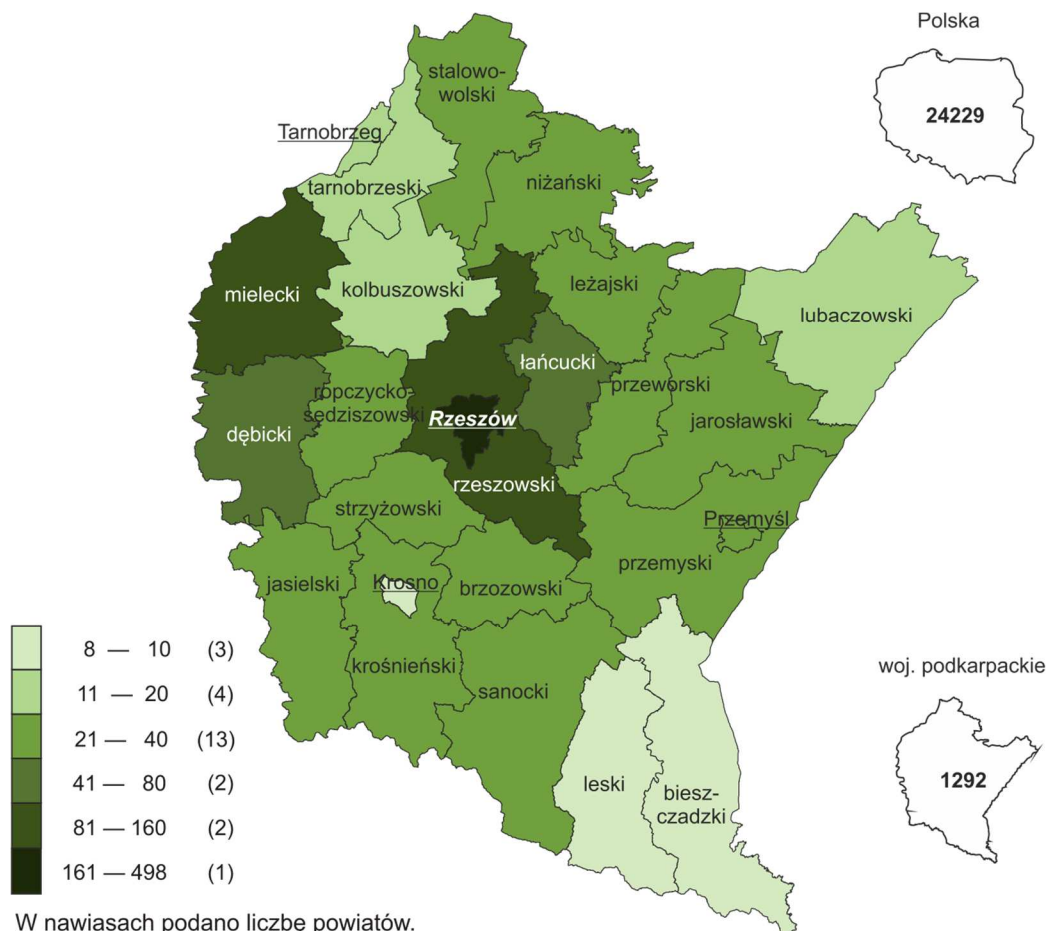 Polska
24229
stalowo-
wolski
Tarnobrzeg
tarnobrzeski
niżański
mielecki
kolbuszowski
leżajski
lubaczowski
łańcucki
ropczycko-
sędziszowski
przeworski
jarosławski
Rzeszów
dębicki
rzeszowski
strzyżowski
Przemyśl
przemyski
jasielski
Krosno
brzozowski
krośnieński
sanocki
leski
biesz-
czadzki
woj. podkarpackie
1292
8 — 10 (3)
11 — 20 (4)
21 — 40 (13)
41 — 80 (2)
81 — 160 (2)
161 — 498 (1)
W nawiasach podano liczbę powiatów.